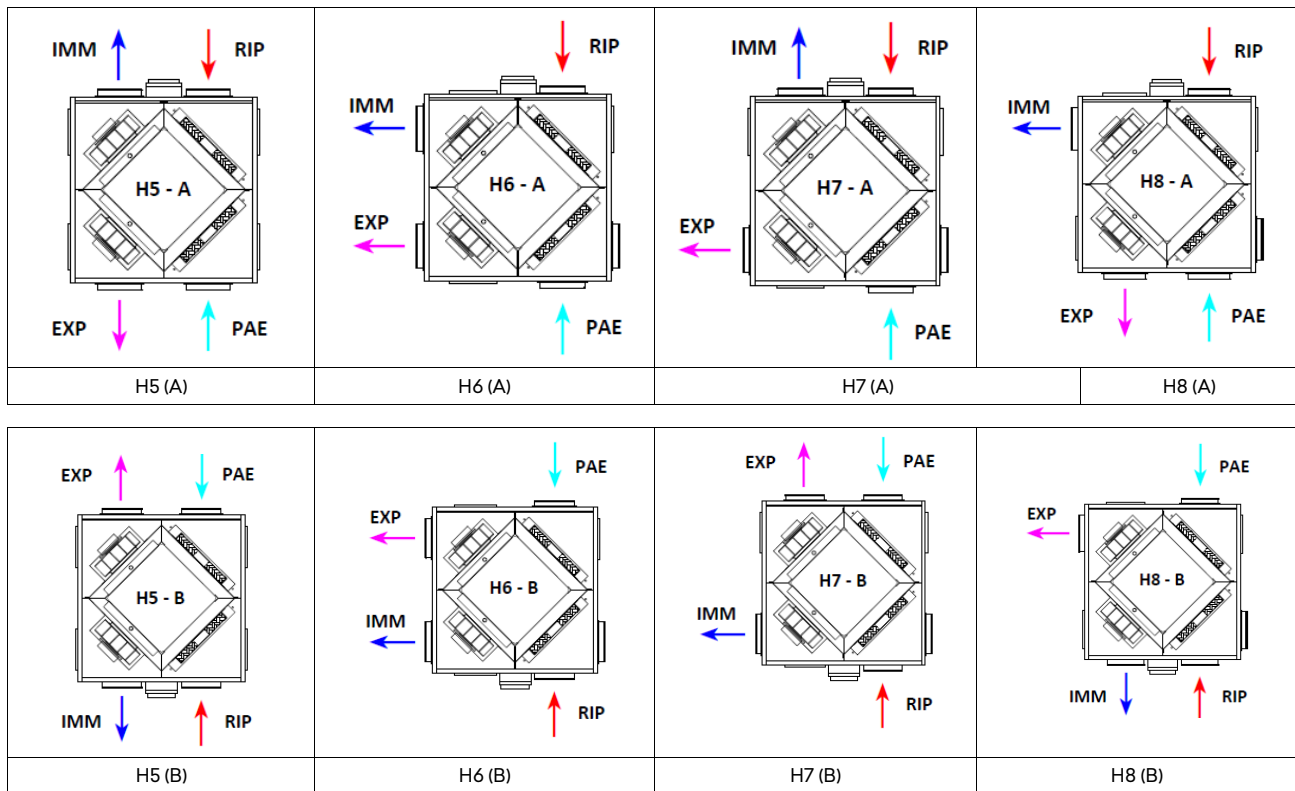 IMM RIP
H5 - A
EXP PAE
RIP
IMM
H6 - A
EXP
PAE
IMM RIP
H7 - A
EXP
PAE
RIP
IMM
H8 - A
EXP PAE
H5 (A) H6 (A) H7 (A) H8 (A)
EXP PAE
H5 - B
IMM RIP
PAE
EXP
H6 - B
IMM
RIP
EXP PAE
H7 - B
IMM
RIP
PAE
EXP
H8 - B
IMM RIP
H5 (B) H6 (B) H7 (B) H8 (B)